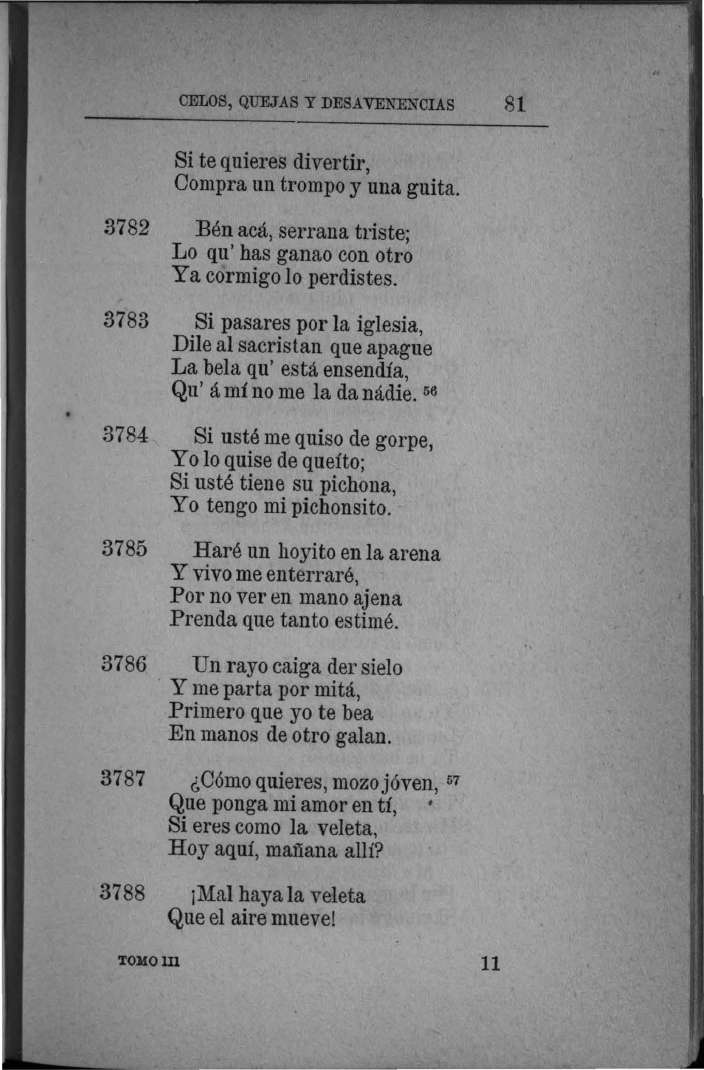 CELOS, QUEJAS Y DESAVENENCIAS 81
Si te quieres divertir,
Compra un trompo y una guita.
3782 Bén acá, serrana triste;
Lo qu' has ganao con otro
Ya cormigo lo perdistes.
3783 Si pasares por la iglesia,
Dile al sacristan que apague
La bela qu' está ensendía,
Qu' á mí no me la da nádie. 56
3784 Si usté me quiso de gorpe,
Yo lo quise de queíto;
Si usté tiene su pichona,
Yo tengo mi pichonsito.
3785 Haré un hoyito en la arena
Y vivo me enterraré,
Por no ver en mano ajena
Prenda que tanto estimé.
3786 Un rayo caiga der sielo
Y me parta por mitá,
Primero que yo te bea
En manos de otro galan.
3787 ¿Cómo quieres, mozo jóven, 57
Que ponga mi amor en tí,
Si eres como la veleta,
Hoy aquí, mañana allí?
3788 ¡Mal haya la veleta
Que el aire mueve!
TOMO III 11